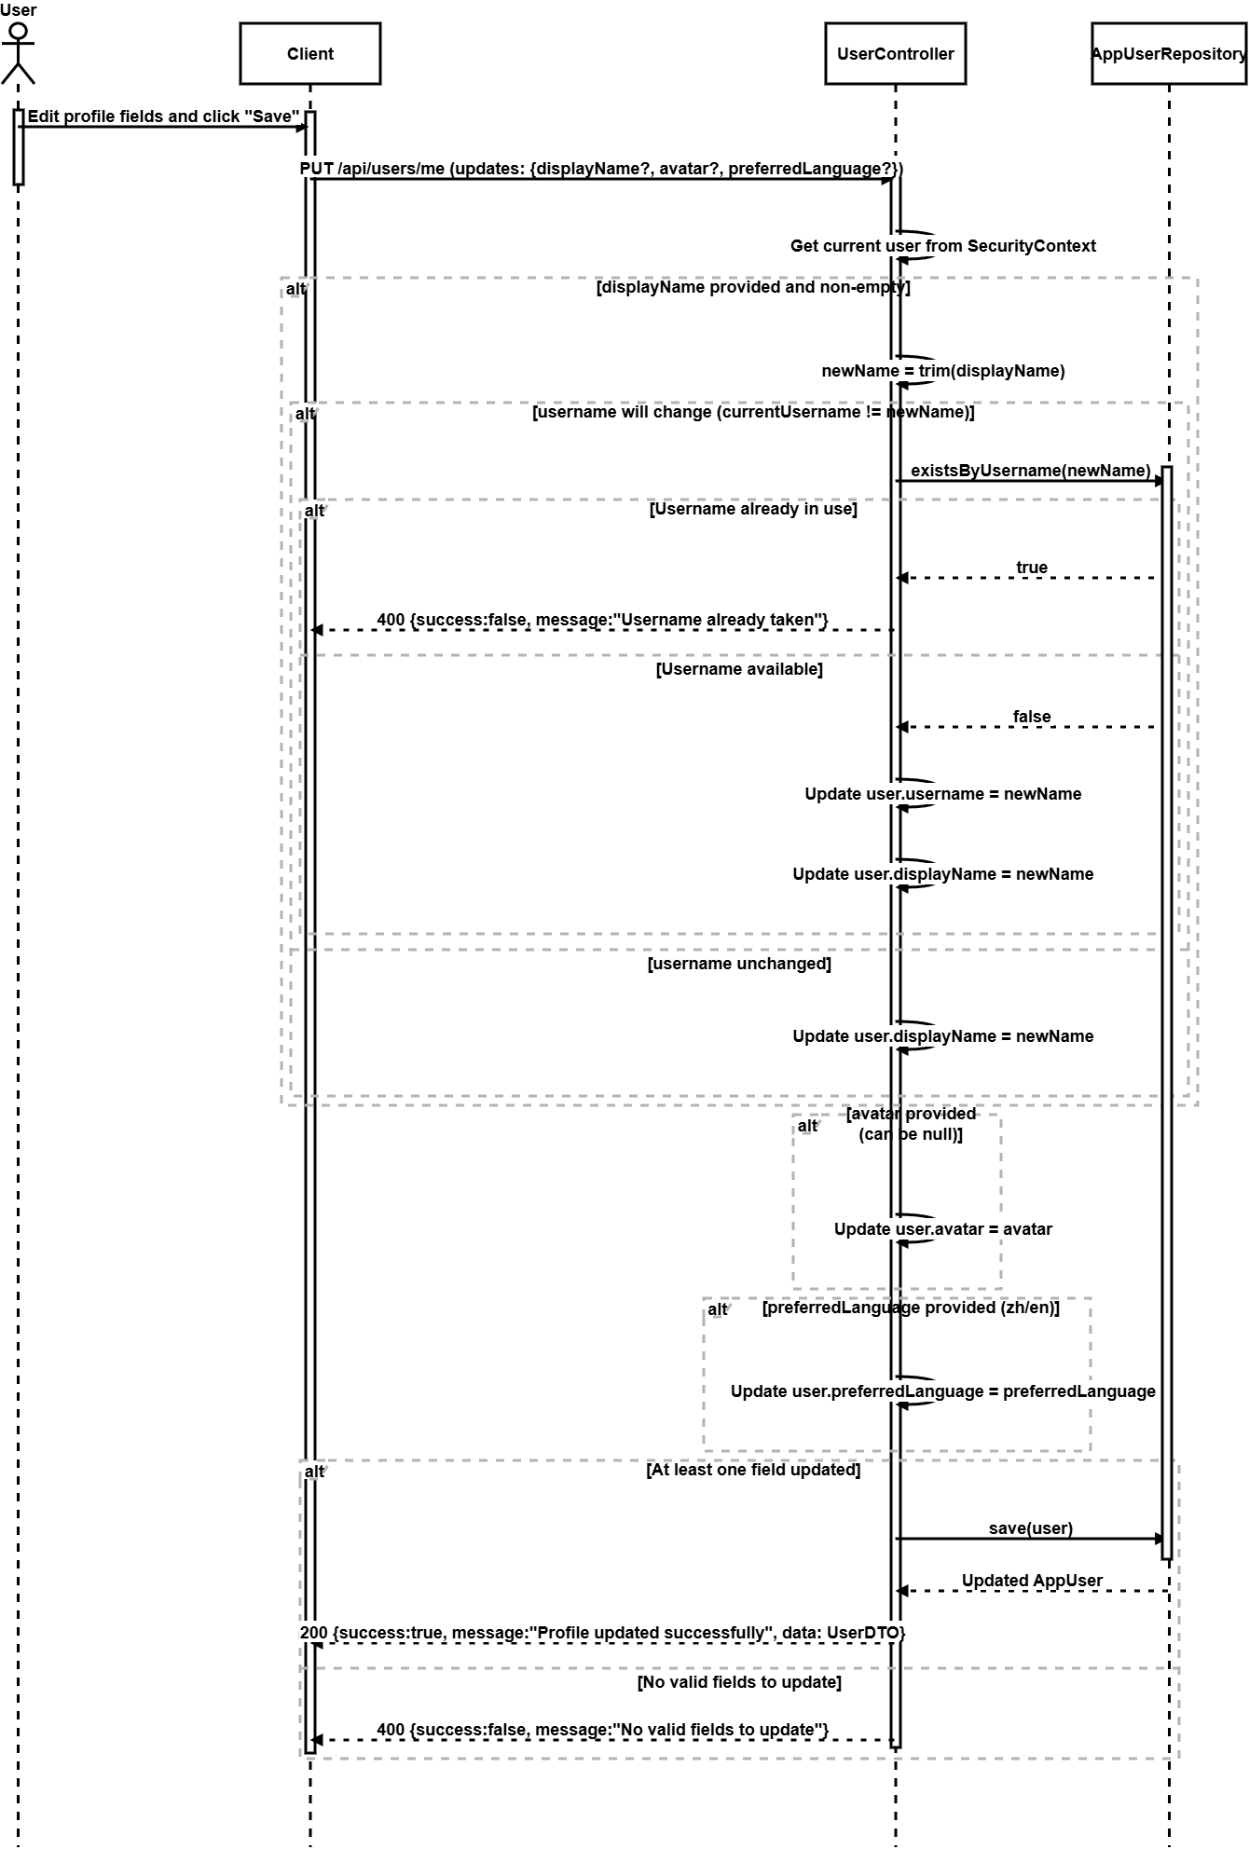 User
Client
UserController
AppUserRepository
Edit profile fields and click "Save"
PUT /api/users/me (updates: {displayName?, avatar?, preferredLanguage?})
Get current user from SecurityContext
alt
[displayName provided and non-empty]
newName = trim(displayName)
alt
[username will change (currentUsername != newName)]
existsByUsername(newName)
alt
[Username already in use]
true
400 {success:false, message:"Username already taken"}
[Username available]
false
Update user.username = newName
Update user.displayName = newName
[username unchanged]
Update user.displayName = newName
alt
[avatar provided
(can be null)]
Update user.avatar = avatar
alt
[preferredLanguage provided (zh/en)]
Update user.preferredLanguage = preferredLanguage
alt
[At least one field updated]
save(user)
Updated AppUser
200 {success:true, message:"Profile updated successfully", data: UserDTO}
[No valid fields to update]
400 {success:false, message:"No valid fields to update"}